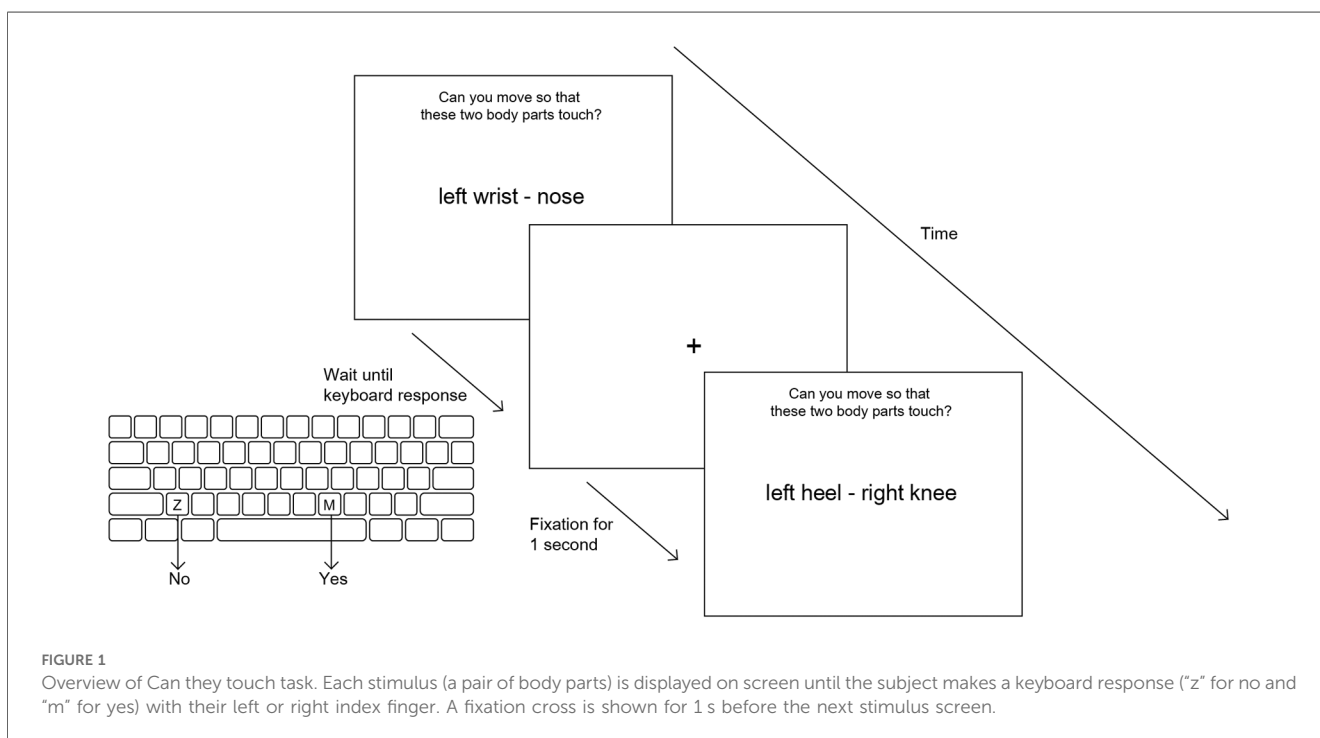 Can you move so that
these two body parts touch?
left wrist - nose
Time
+
Wait until
keyboard response
Can you move so that
these two body parts touch?
left heel - right knee
Z
M
Fixation for
1 second
No
Yes
FIGURE 1
Overview of Can they touch task. Each stimulus (a pair of body parts) is displayed on screen until the subject makes a keyboard response (“z” for no and
“m” for yes) with their left or right index finger. A fixation cross is shown for 1 s before the next stimulus screen.